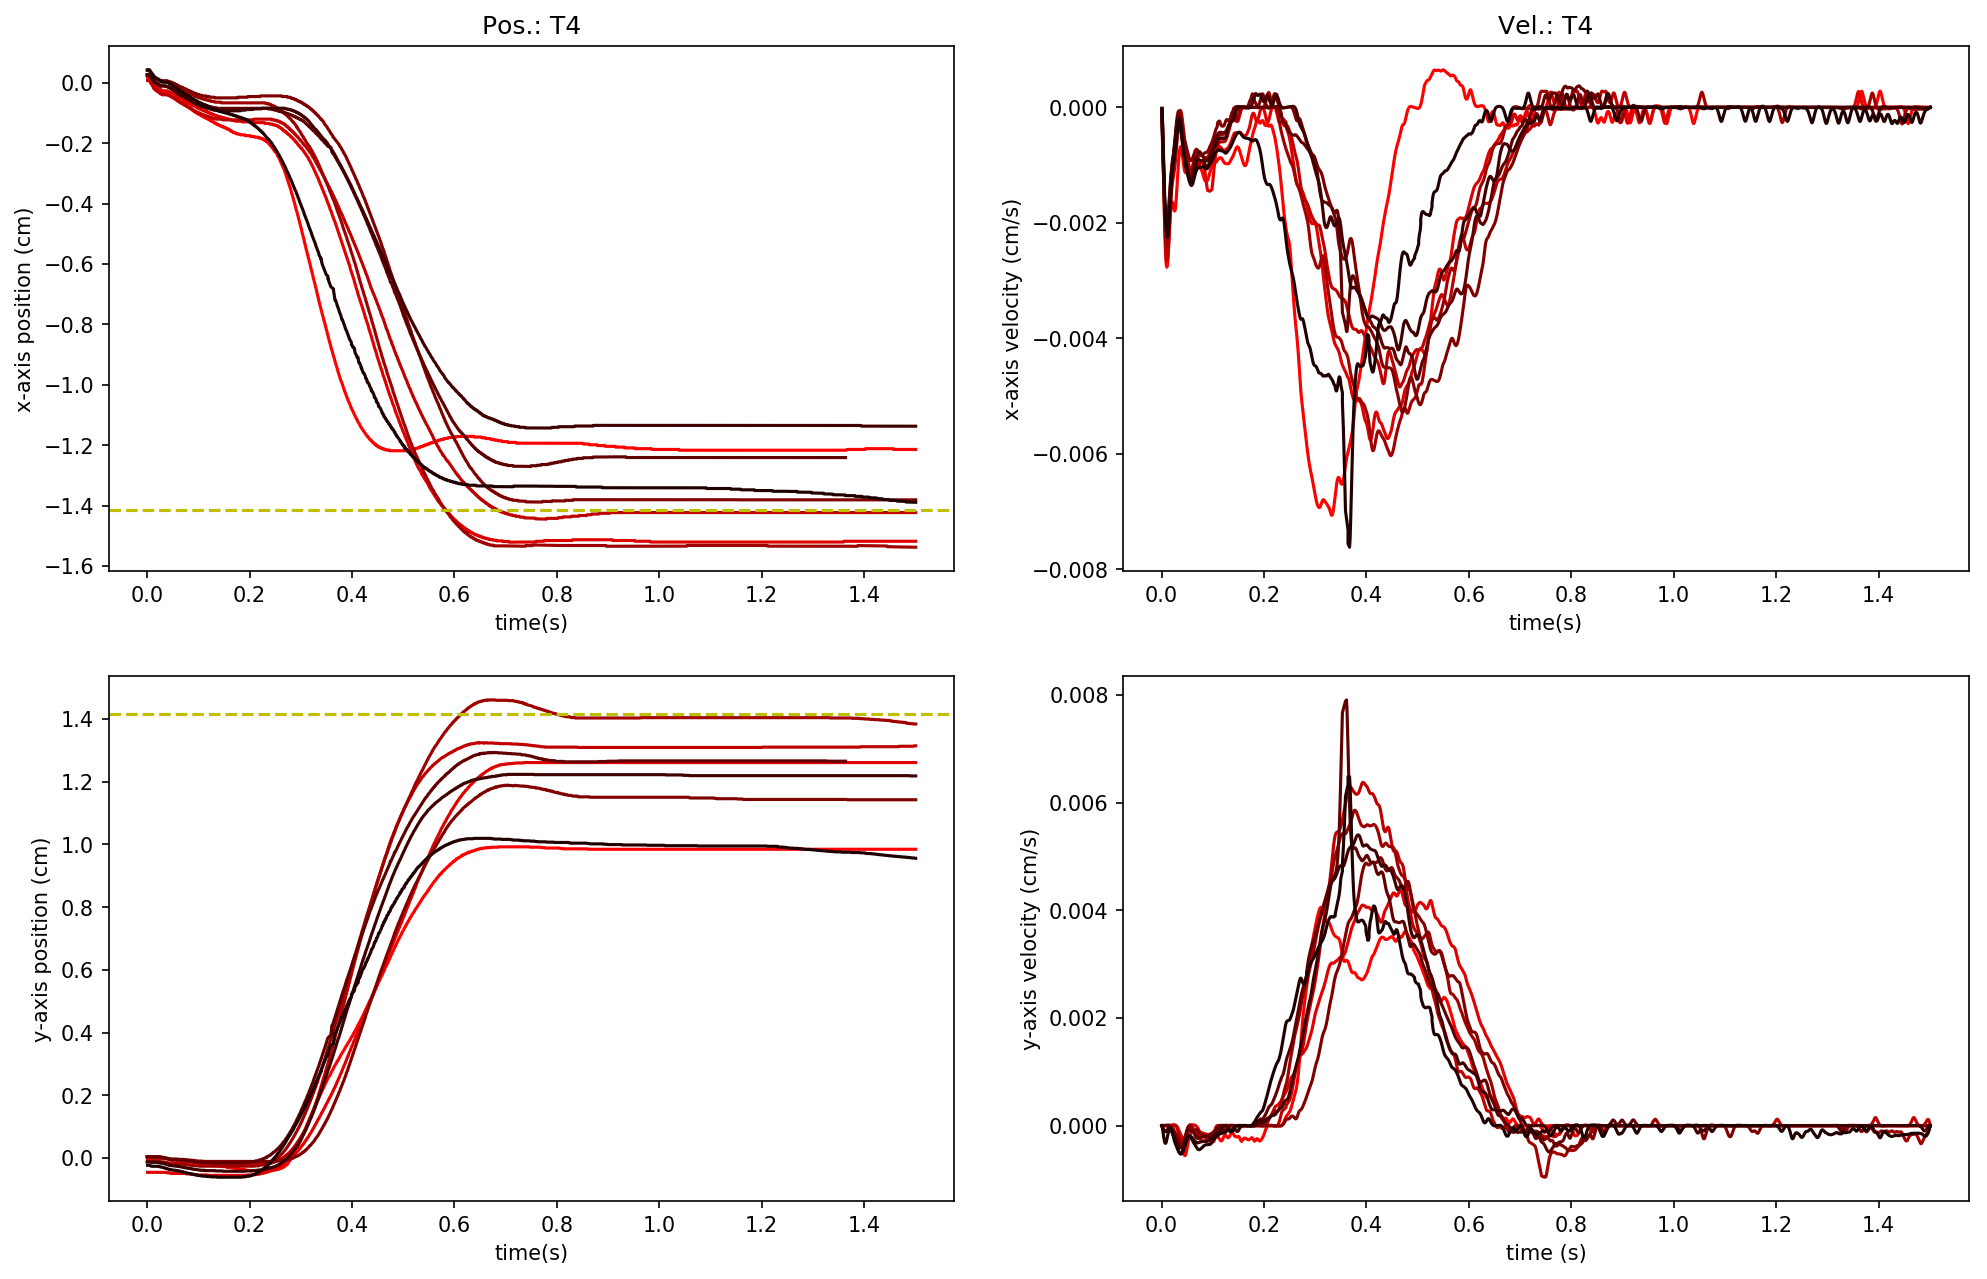 Pos.: T4
Vel.: T4
x-axis position (cm)
0.0
−0.2
−0.4
−0.6
−0.8
−1.0
−1.2
−1.4
−1.6
0.0 0.2 0.4 0.6 0.8 1.0 1.2 1.4
time(s)
x-axis velocity (cm/s)
0.000
−0.002
−0.004
−0.006
−0.008
0.0 0.2 0.4 0.6 0.8 1.0 1.2 1.4
time(s)
y-axis position (cm)
1.4
1.2
1.0
0.8
0.6
0.4
0.2
0.0
0.0 0.2 0.4 0.6 0.8 1.0 1.2 1.4
time(s)
y-axis velocity (cm/s)
0.008
0.006
0.004
0.002
0.000
0.0 0.2 0.4 0.6 0.8 1.0 1.2 1.4
time (s)